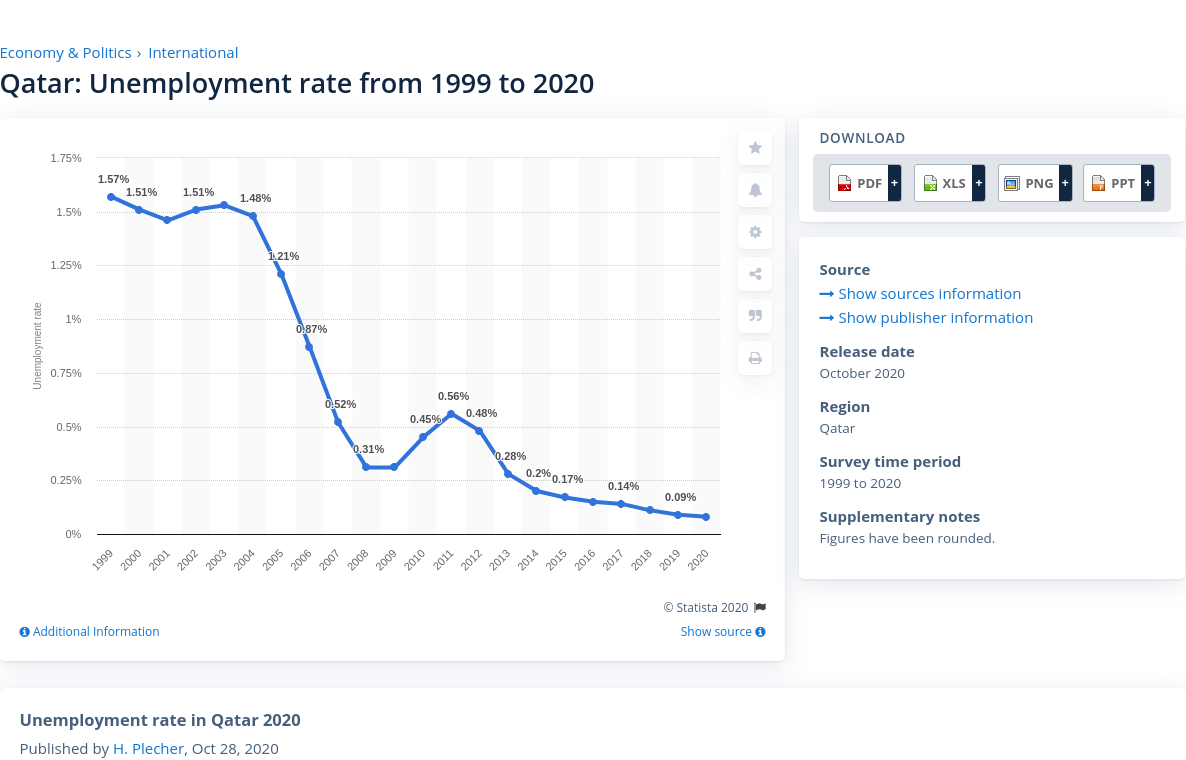 Economy & Politics › International
Qatar: Unemployment rate from 1999 to 2020
1.75%
1.5%
1.25%
1%
0.75%
0.5%
0.25%
0%
Unemployment rate
1.57%
1.51%
1.51%
1.48%
1.21%
0.87%
0.52%
0.31%
0.45%
0.56%
0.48%
0.28%
0.2%
0.17%
0.14%
0.09%
1999
2000
2001
2002
2003
2004
2005
2006
2007
2008
2009
2010
2011
2012
2013
2014
2015
2016
2017
2018
2019
2020
© Statista 2020
Additional Information
Show source
DOWNLOAD
PDF +
XLS +
PNG +
PPT +
Source
Show sources information
Show publisher information
Release date
October 2020
Region
Qatar
Survey time period
1999 to 2020
Supplementary notes
Figures have been rounded.
Unemployment rate in Qatar 2020
Published by H. Plecher, Oct 28, 2020